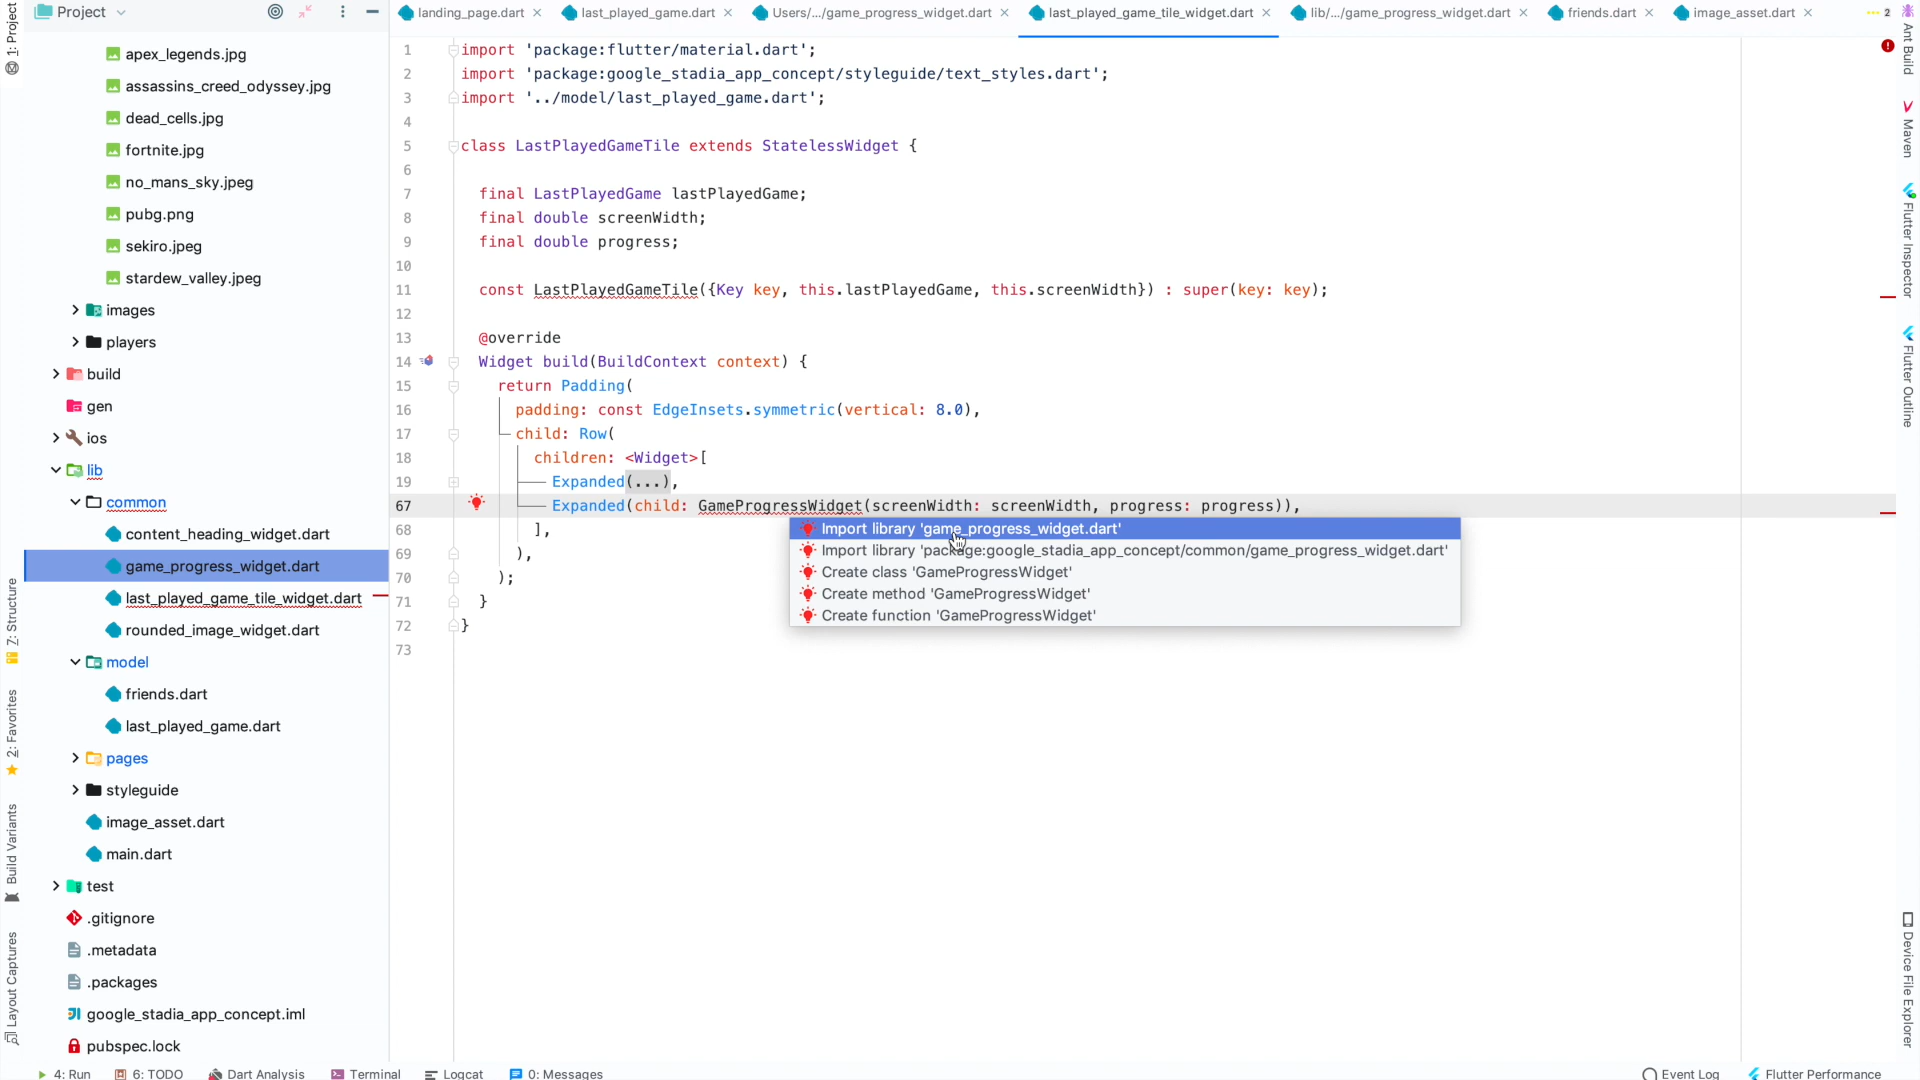 Project
landing_page.dart
last_played_game.dart
Users/.../game_progress_widget.dart
last_played_game_tile_widget.dart
lib/.../game_progress_widget.dart
friends.dart
image_asset.dart
2
1: Project
Z: Structure
2: Favorites
Build Variants
Layout Captures
apex_legends.jpg
assassins_creed_odyssey.jpg
dead_cells.jpg
fortnite.jpg
no_mans_sky.jpeg
pubg.png
sekiro.jpeg
stardew_valley.jpeg
images
players
build
gen
ios
lib
common
content_heading_widget.dart
game_progress_widget.dart
last_played_game_tile_widget.dart
rounded_image_widget.dart
model
friends.dart
last_played_game.dart
pages
styleguide
image_asset.dart
main.dart
test
.gitignore
.metadata
.packages
google_stadia_app_concept.iml
pubspec.lock
1 import 'package:flutter/material.dart';
2 import 'package:google_stadia_app_concept/styleguide/text_styles.dart';
3 import '../model/last_played_game.dart';
4
5 class LastPlayedGameTile extends StatelessWidget {
6
7 final LastPlayedGame lastPlayedGame;
8 final double screenWidth;
9 final double progress;
10
11 const LastPlayedGameTile({Key key, this.lastPlayedGame, this.screenWidth}) : super(key: key);
12
13 @override
14 Widget build(BuildContext context) {
15 return Padding(
16 padding: const EdgeInsets.symmetric(vertical: 8.0),
17 child: Row(
18 children: <Widget>[
19 Expanded(...),
67 Expanded(child: GameProgressWidget(screenWidth: screenWidth, progress: progress)),
68 ],
69 ),
70 );
71 }
72 }
73
Import library 'game_progress_widget.dart'
Import library 'package:google_stadia_app_concept/common/game_progress_widget.dart'
Create class 'GameProgressWidget'
Create method 'GameProgressWidget'
Create function 'GameProgressWidget'
Ant Build
Maven
Flutter Inspector
Flutter Outline
Device File Explorer
4: Run
6: TODO
Dart Analysis
Terminal
Logcat
0: Messages
Event Log
Flutter Performance